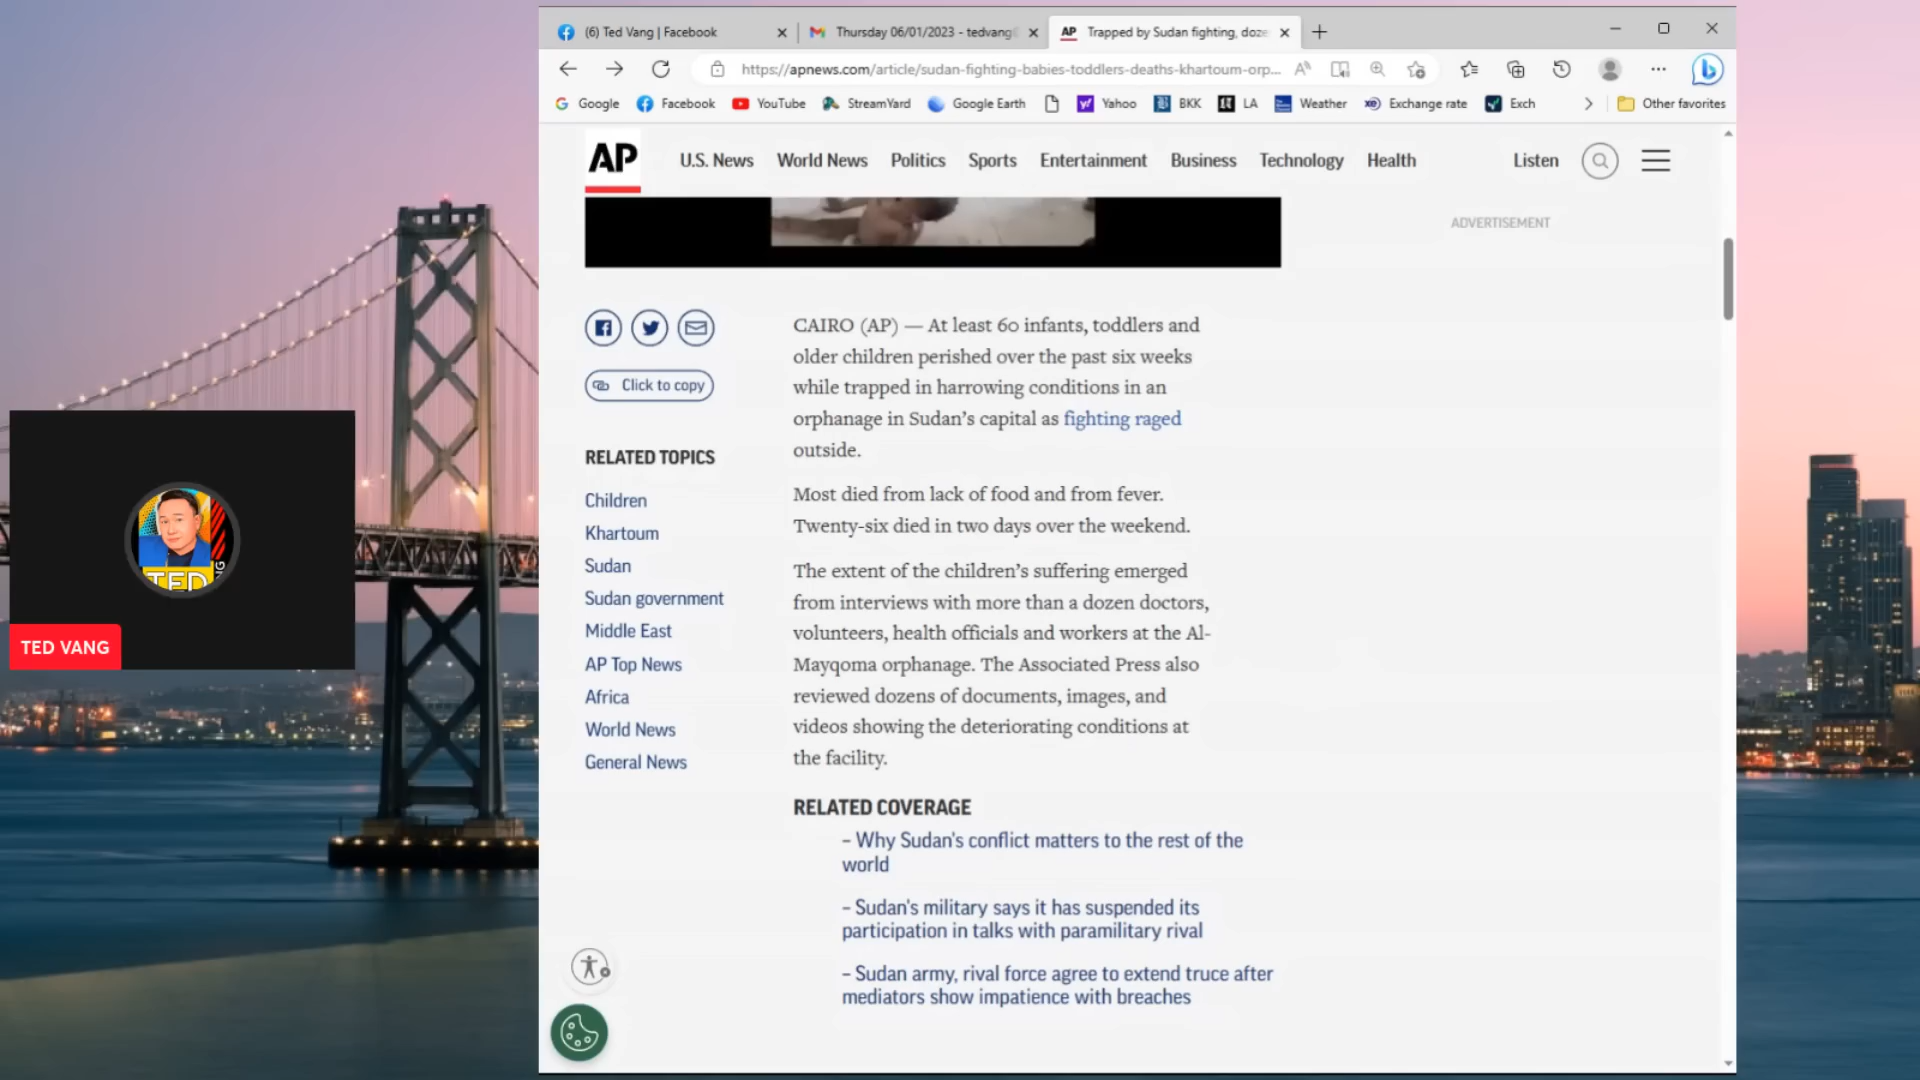 (6) Ted Vang | Facebook
Thursday 06/01/2023 - tedvang
AP Trapped by Sudan fighting, doze
https://apnews.com/article/sudan-fighting-babies-toddlers-deaths-khartoum-orp...
Google Facebook YouTube StreamYard Google Earth Yahoo BKK LA Weather Exchange rate Exch Other favorites
AP U.S. News World News Politics Sports Entertainment Business Technology Health Listen
ADVERTISEMENT
Click to copy
RELATED TOPICS
Children
Khartoum
Sudan
Sudan government
Middle East
AP Top News
Africa
World News
General News
CAIRO (AP) — At least 60 infants, toddlers and
older children perished over the past six weeks
while trapped in harrowing conditions in an
orphanage in Sudan's capital as fighting raged
outside.
Most died from lack of food and from fever.
Twenty-six died in two days over the weekend.
The extent of the children's suffering emerged
from interviews with more than a dozen doctors,
volunteers, health officials and workers at the Al-
Mayqoma orphanage. The Associated Press also
reviewed dozens of documents, images, and
videos showing the deteriorating conditions at
the facility.
RELATED COVERAGE
– Why Sudan's conflict matters to the rest of the
world
– Sudan's military says it has suspended its
participation in talks with paramilitary rival
– Sudan army, rival force agree to extend truce after
mediators show impatience with breaches
TED
TED VANG